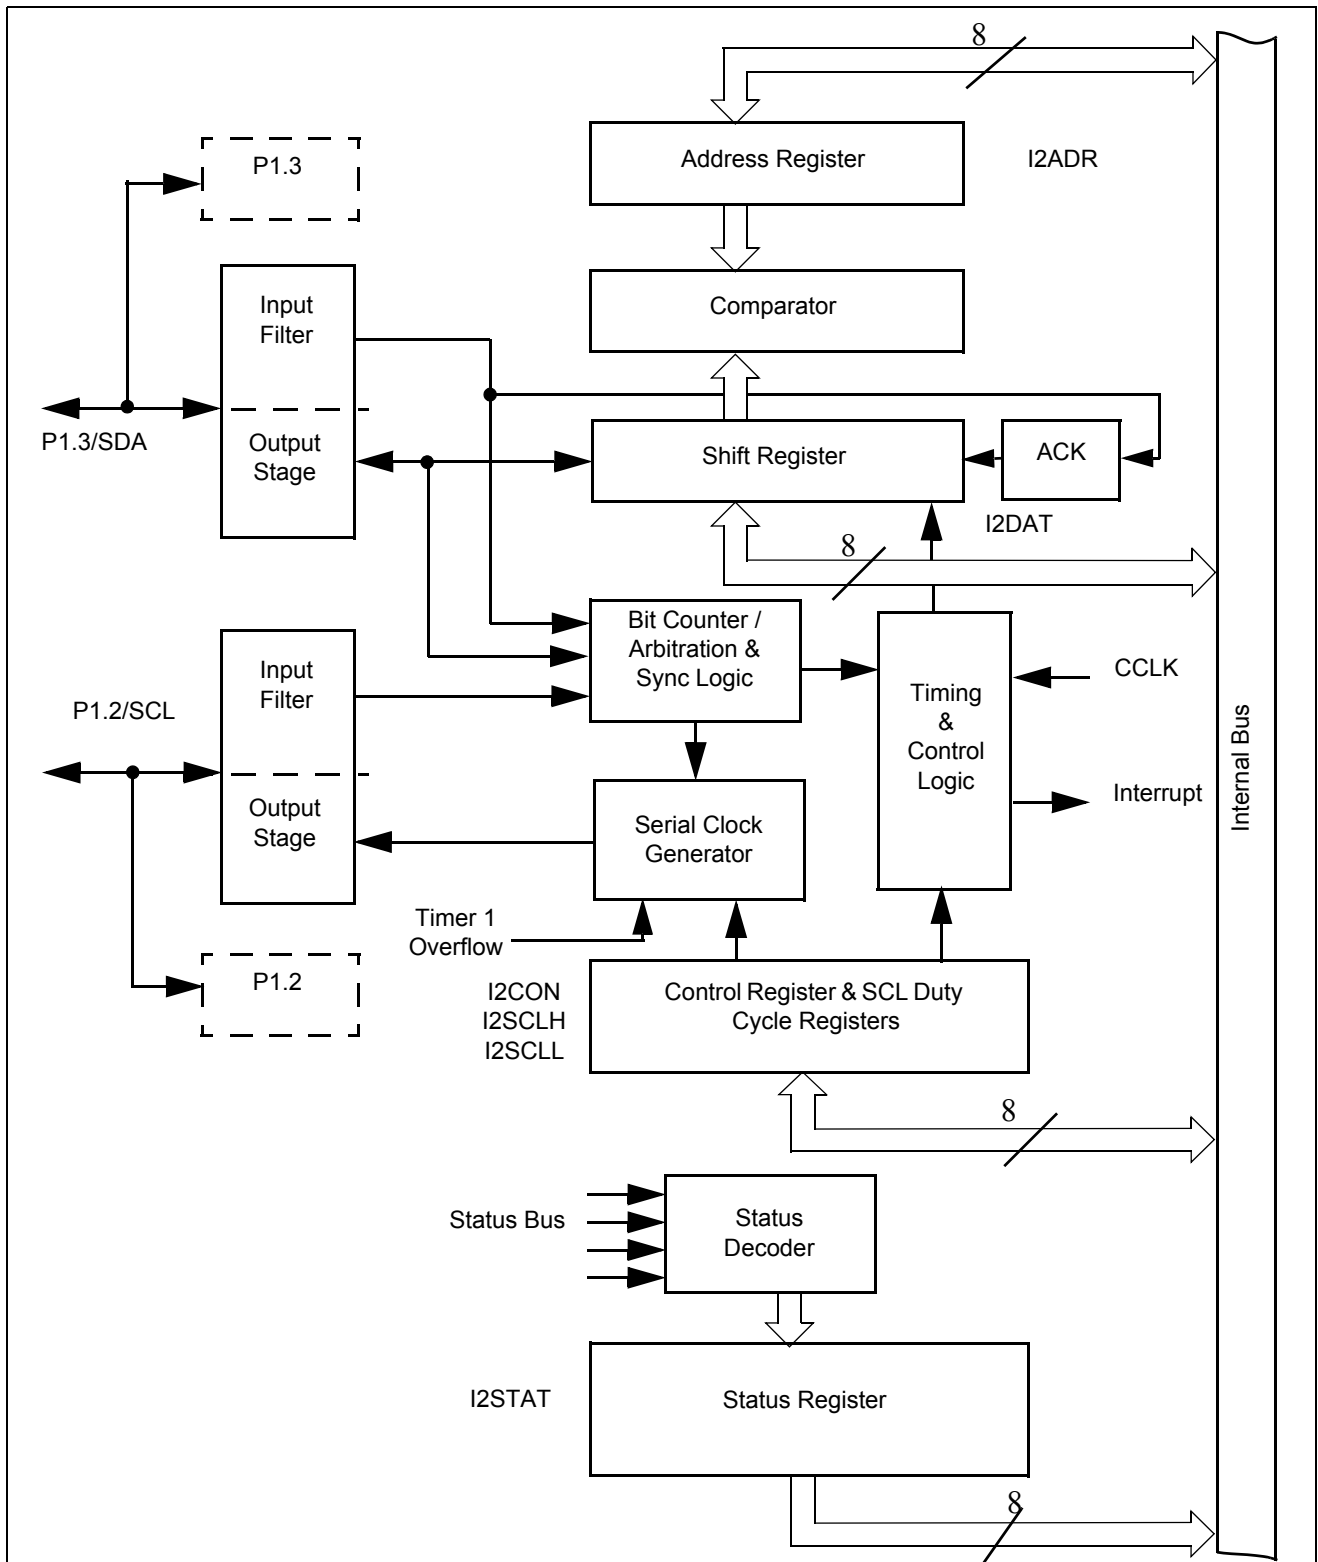 8
Address Register
I2ADR
P1.3
Input
Filter
Comparator
P1.3/SDA
Output
Stage
Shift Register
ACK
I2DAT
8
Bit Counter /
Arbitration &
Sync Logic
Input
Filter
P1.2/SCL
Timing
&
Control
Logic
CCLK
Interrupt
Internal Bus
Output
Stage
Serial Clock
Generator
Timer 1
Overflow
P1.2
I2CON
I2SCLH
I2SCLL
Control Register & SCL Duty
Cycle Registers
8
Status Bus
Status
Decoder
I2STAT
Status Register
8